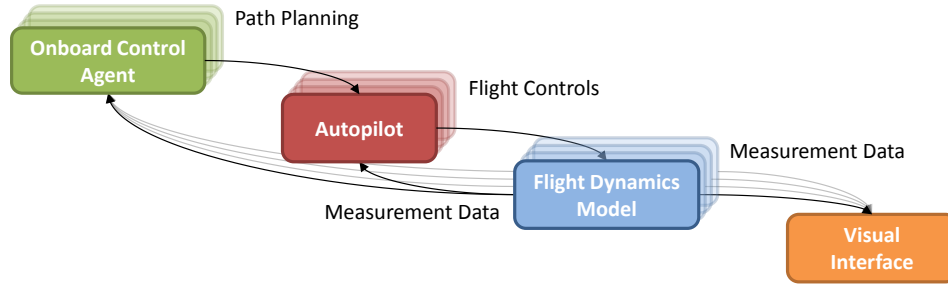 Path Planning
Onboard Control
Agent
Flight Controls
Autopilot
Measurement Data
Flight Dynamics
Model
Measurement Data
Visual
Interface